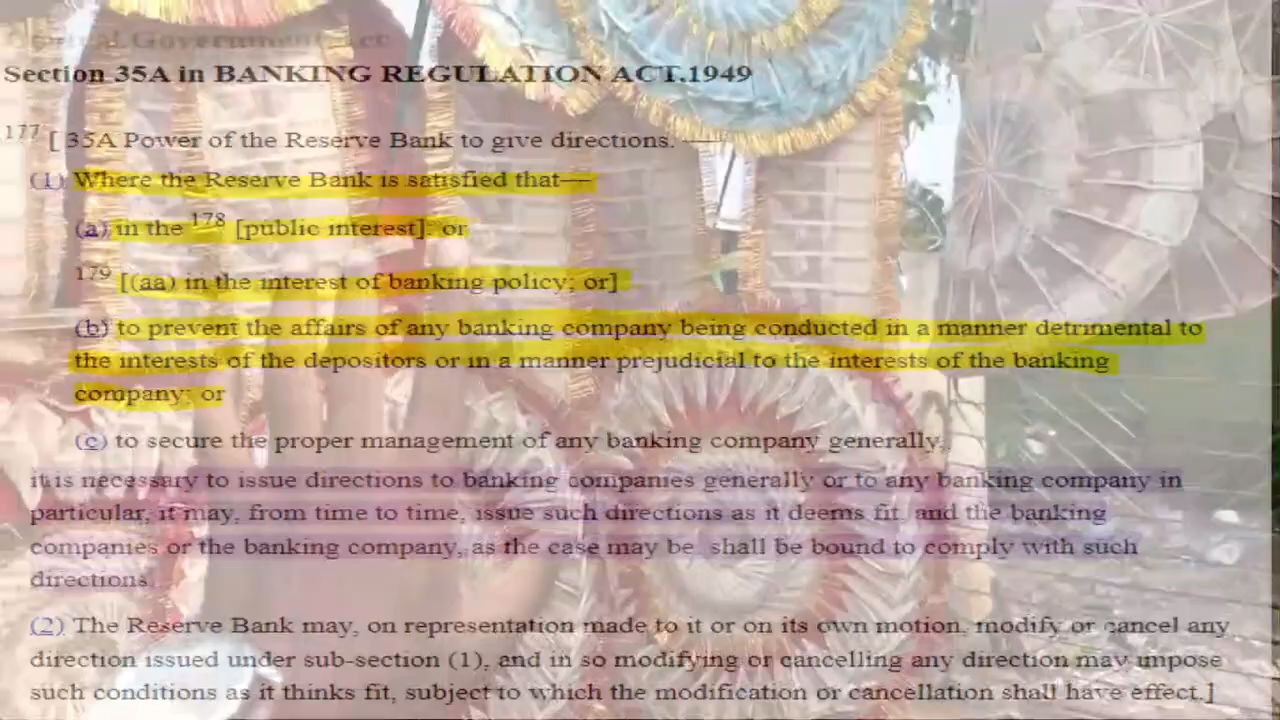 Central Government Act
Section 35A in BANKING REGULATION ACT,1949
177 [ 35A Power of the Reserve Bank to give directions. —
(1) Where the Reserve Bank is satisfied that—
(a) in the 178 [public interest]; or
179 [(aa) in the interest of banking policy; or]
(b) to prevent the affairs of any banking company being conducted in a manner detrimental to
the interests of the depositors or in a manner prejudicial to the interests of the banking
company; or
(c) to secure the proper management of any banking company generally,
it is necessary to issue directions to banking companies generally or to any banking company in
particular, it may, from time to time, issue such directions as it deems fit, and the banking
companies or the banking company, as the case may be, shall be bound to comply with such
directions.
(2) The Reserve Bank may, on representation made to it or on its own motion, modify or cancel any
direction issued under sub-section (1), and in so modifying or cancelling any direction may impose
such conditions as it thinks fit, subject to which the modification or cancellation shall have effect.]